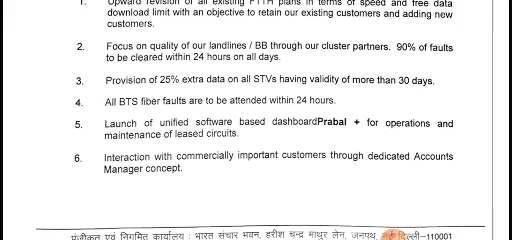 1. Upward revision of all existing FTTH plans in terms of speed and free data
download limit with an objective to retain our existing customers and adding new
customers.
2. Focus on quality of our landlines / BB through our cluster partners. 90% of faults
to be cleared within 24 hours on all days.
3. Provision of 25% extra data on all STVs having validity of more than 30 days.
4. All BTS fiber faults are to be attended within 24 hours.
5. Launch of unified software based dashboardPrabal + for operations and
maintenance of leased circuits.
6. Interaction with commercially important customers through dedicated Accounts
Manager concept.
पंजीकृत एवं निगमित कार्यालय : भारत संचार भवन, हरीश चन्द्र माथुर लेन, जनपथ, नई दिल्ली–110001